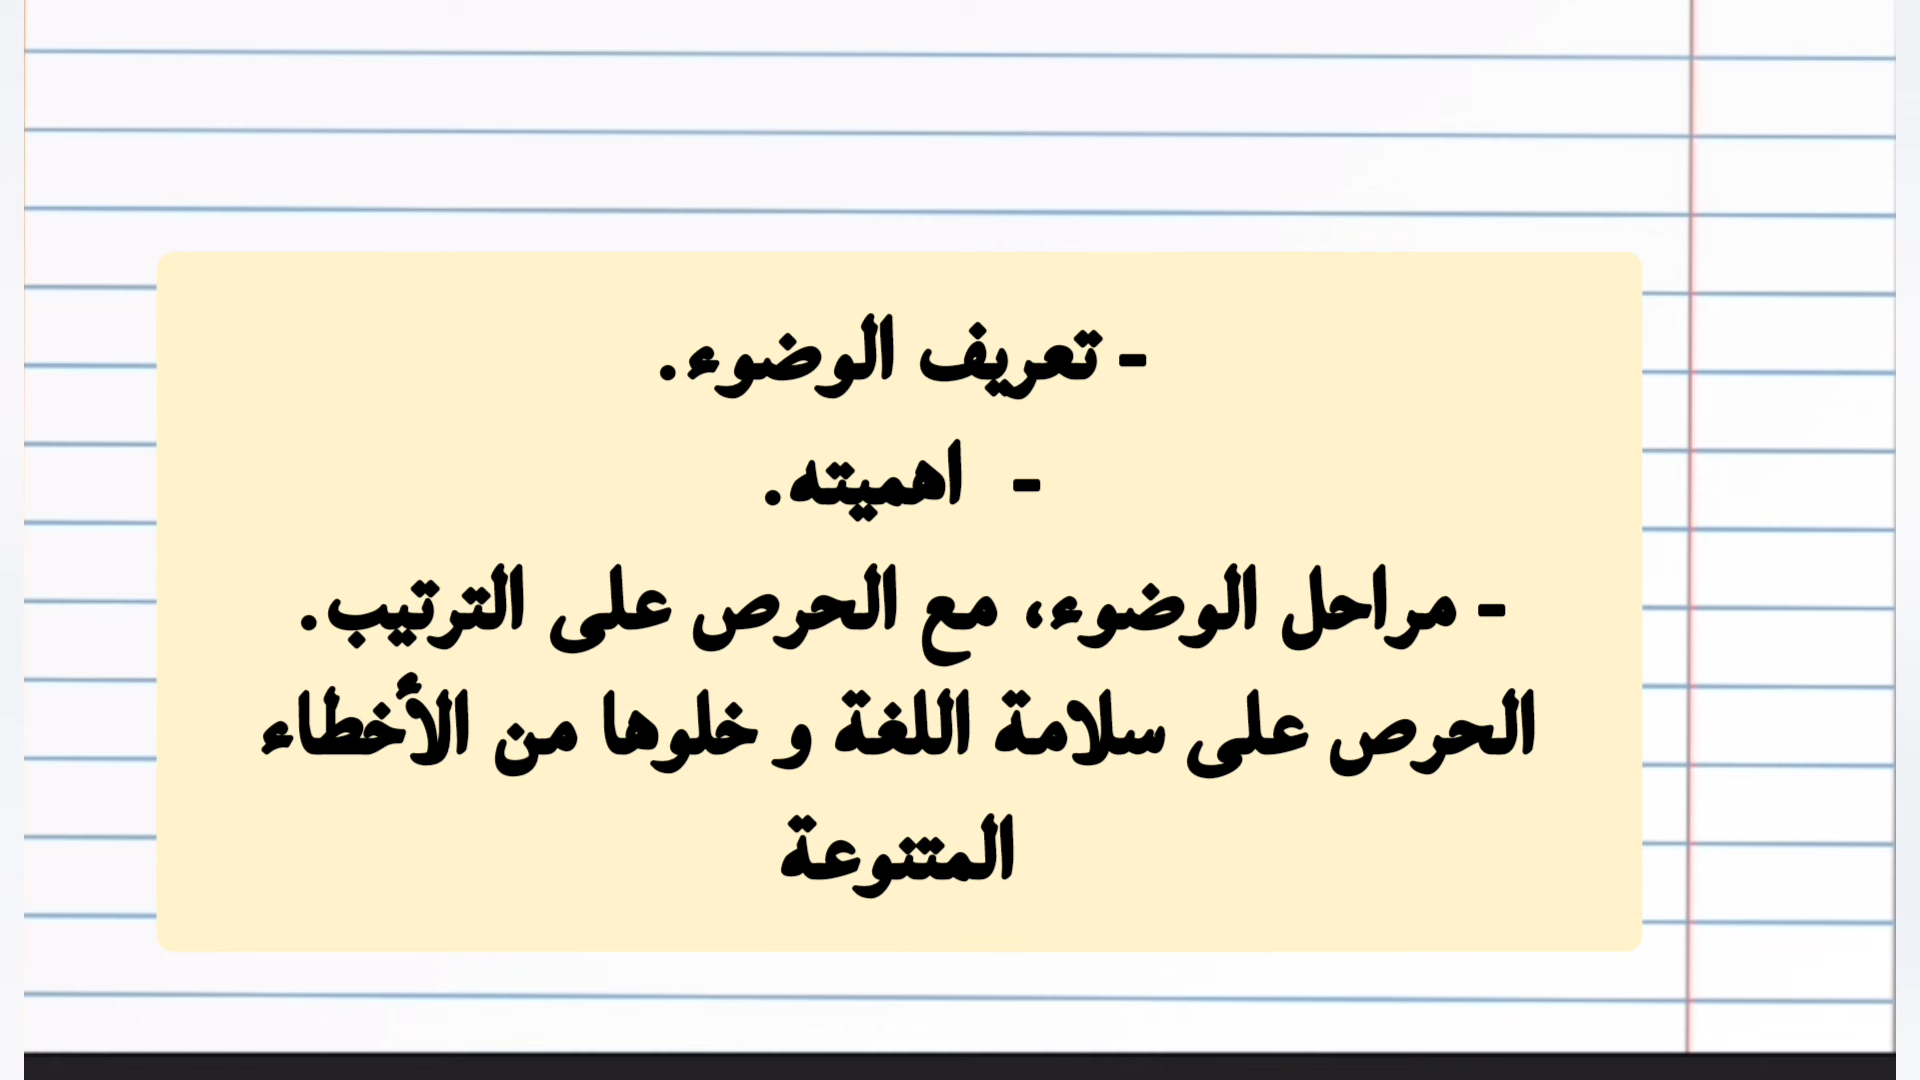 - تعريف الوضوء.
- اهميته.
- مراحل الوضوء، مع الحرص على الترتيب.
الحرص على سلامة اللغة و خلوها من الأخطاء
المتنوعة